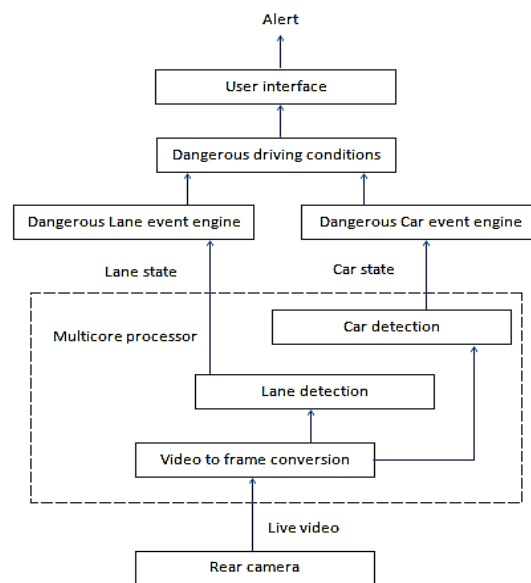 Alert
User interface
Dangerous driving conditions
Dangerous Lane event engine
Dangerous Car event engine
Lane state
Car state
Car detection
Multicore processor
Lane detection
Video to frame conversion
Live video
Rear camera